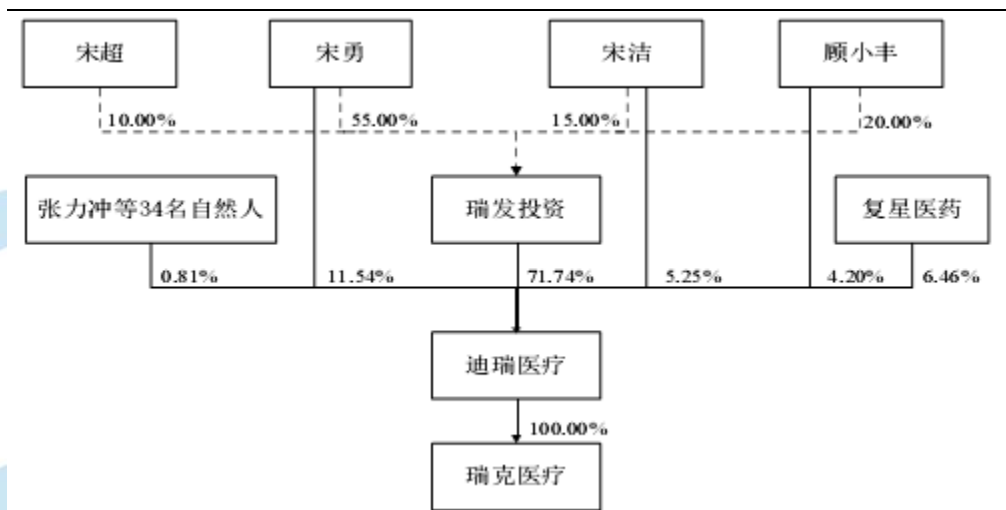 宋超
宋勇
宋洁
顾小丰
10.00%
55.00%
15.00%
20.00%
张力冲等34名自然人
瑞发投资
复星医药
0.81%
11.54%
71.74%
5.25%
4.20%
6.46%
迪瑞医疗
100.00%
瑞克医疗